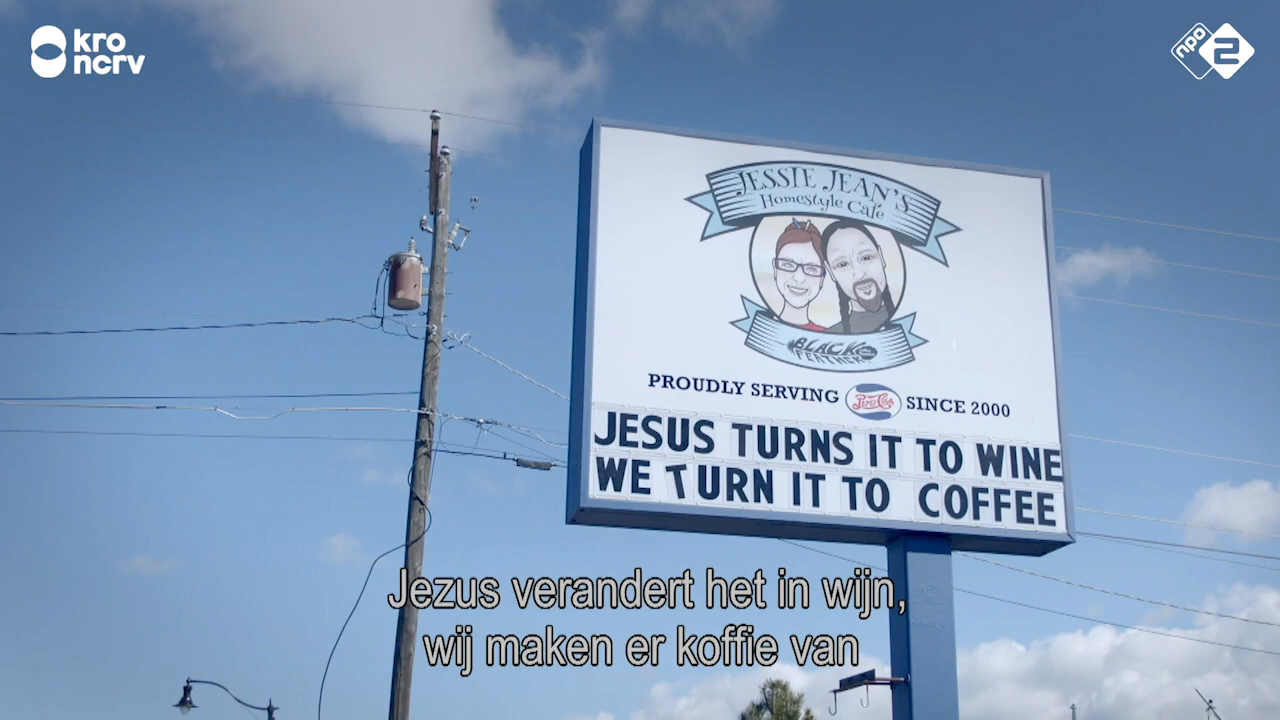 kro
ncrv
npo
2
JESSIE JEAN'S
Homestyle Cafe
BLACK
FEATHER
PROUDLY SERVING
PEPSI-COLA
SINCE 2000
JESUS TURNS IT TO WINE
WE TURN IT TO COFFEE
Jezus verandert het in wijn,
wij maken er koffie van